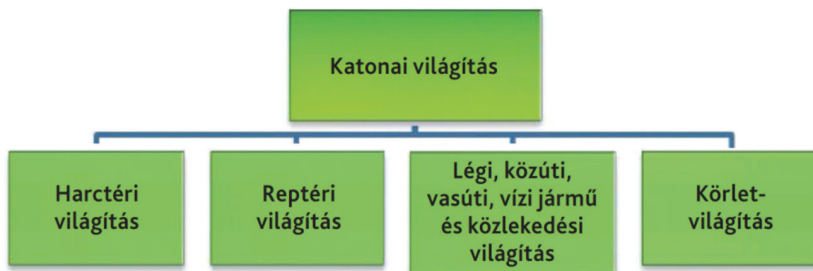 Katonai világítás
Harctéri
világítás
Reptéri
világítás
Légi, közúti,
vasúti, vízi jármű
és közlekedési
világítás
Körlet-
világítás